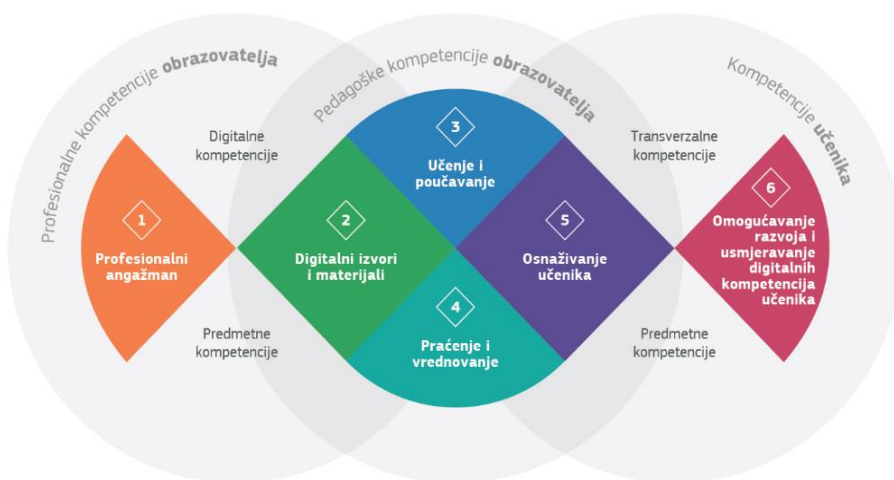 Profesionalne kompetencije obrazovatelja
Pedagoške kompetencije obrazovatelja
Kompetencije učenika
Digitalne
kompetencije
Transverzalne
kompetencije
1
Profesionalni
angažman
2
Digitalni izvori
i materijali
3
Učenje i
poučavanje
4
Praćenje i
vrednovanje
5
Osnaživanje
učenika
6
Omogućavanje
razvoja i
usmjeravanje
digitalnih
kompetencija
učenika
Predmetne
kompetencije
Predmetne
kompetencije